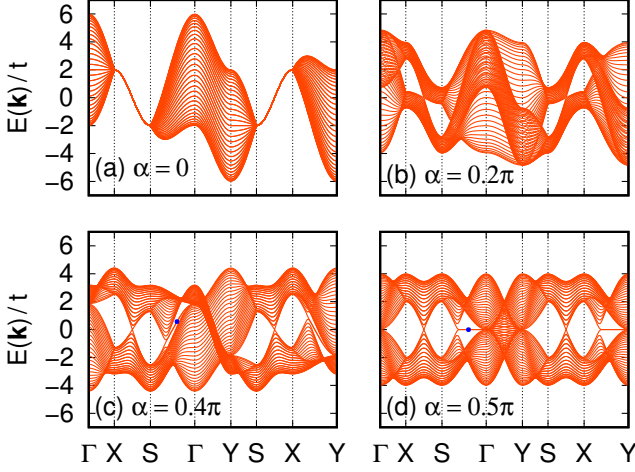 E(k)/t
6
4
2
0
−2
−4
−6
(a) α = 0
(b) α = 0.2π
E(k)/t
6
4
2
0
−2
−4
−6
(c) α = 0.4π
(d) α = 0.5π
Γ X S Γ Y S X Y
Γ X S Γ Y S X Y